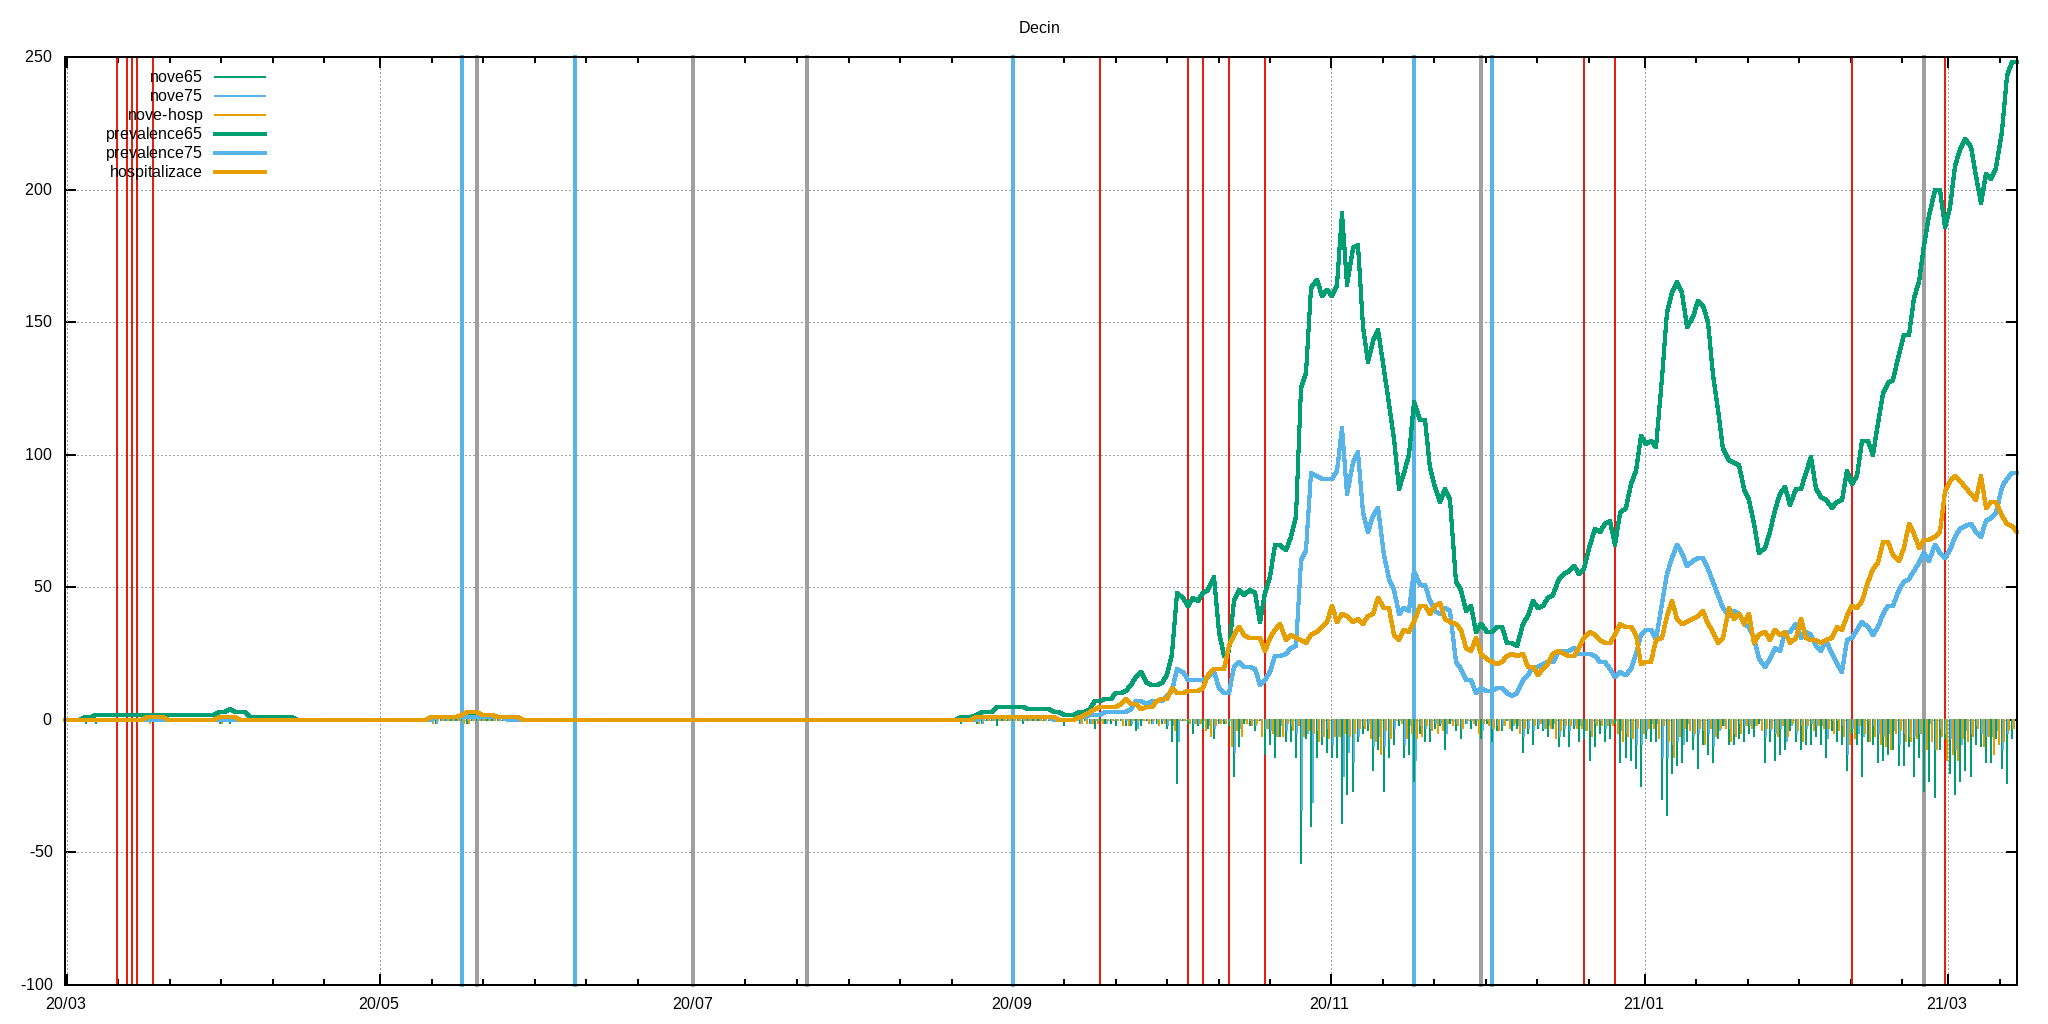 Decin
250
nove65
nove75
nove-hosp
prevalence65
prevalence75
hospitalizace
200
150
100
50
0
-50
-100
20/03 20/05 20/07 20/09 20/11 21/01 21/03